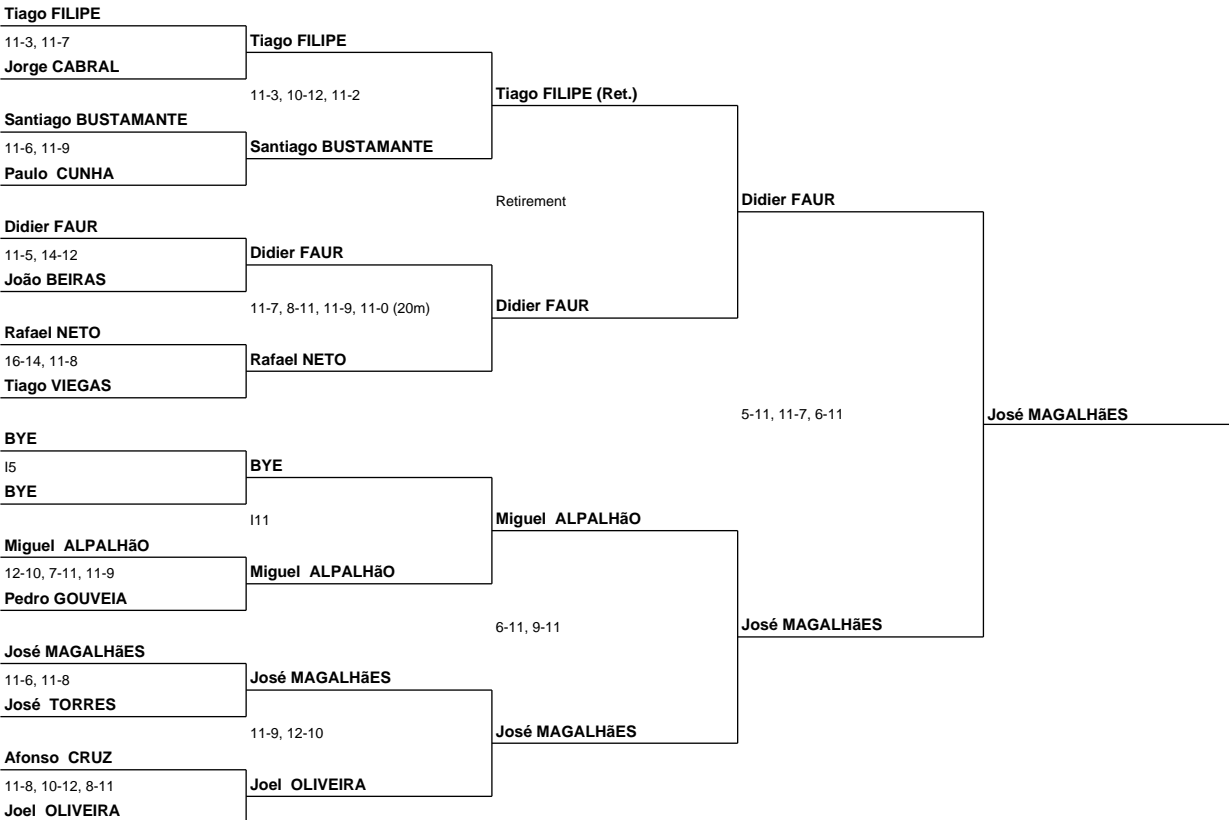 Tiago FILIPE
11-3, 11-7
Tiago FILIPE
Jorge CABRAL
11-3, 10-12, 11-2
Tiago FILIPE (Ret.)
Santiago BUSTAMANTE
11-6, 11-9
Santiago BUSTAMANTE
Paulo CUNHA
Retirement
Didier FAUR
Didier FAUR
11-5, 14-12
Didier FAUR
João BEIRAS
11-7, 8-11, 11-9, 11-0 (20m)
Didier FAUR
Rafael NETO
16-14, 11-8
Rafael NETO
Tiago VIEGAS
5-11, 11-7, 6-11
José MAGALHãES
BYE
I5
BYE
BYE
I11
Miguel ALPALHãO
Miguel ALPALHãO
12-10, 7-11, 11-9
Miguel ALPALHãO
Pedro GOUVEIA
6-11, 9-11
José MAGALHãES
José MAGALHãES
11-6, 11-8
José MAGALHãES
José TORRES
11-9, 12-10
José MAGALHãES
Afonso CRUZ
11-8, 10-12, 8-11
Joel OLIVEIRA
Joel OLIVEIRA